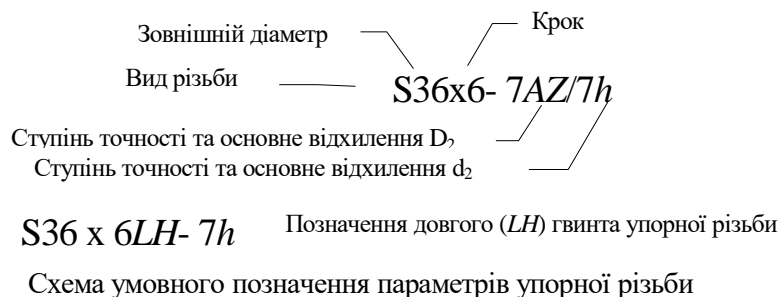 Зовнішній діаметр
Крок
Вид різьби
S36x6- 7AZ/7h
Ступінь точності та основне відхилення D₂
Ступінь точності та основне відхилення d₂
S36 x 6LH- 7h Позначення довгого (LH) гвинта упорної різьби
Схема умовного позначення параметрів упорної різьби